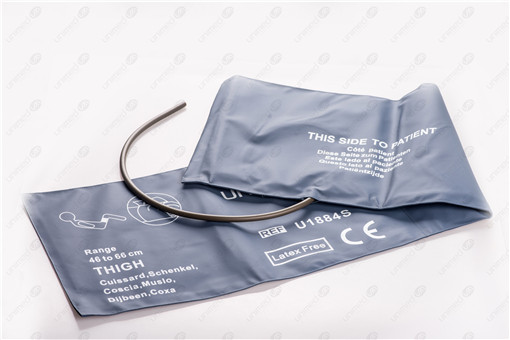 THIS SIDE TO PATIENT
Côté patient
Diese Seite zum Patienten
Este lado al paciente
Questo lato al paziente
Patiëntzijde
REF U1884S
Latex Free
CE
Range
46 to 66 cm
THIGH
Cuissard,Schenkel,
Coscia,Muslo,
Dijbeen,Coxa